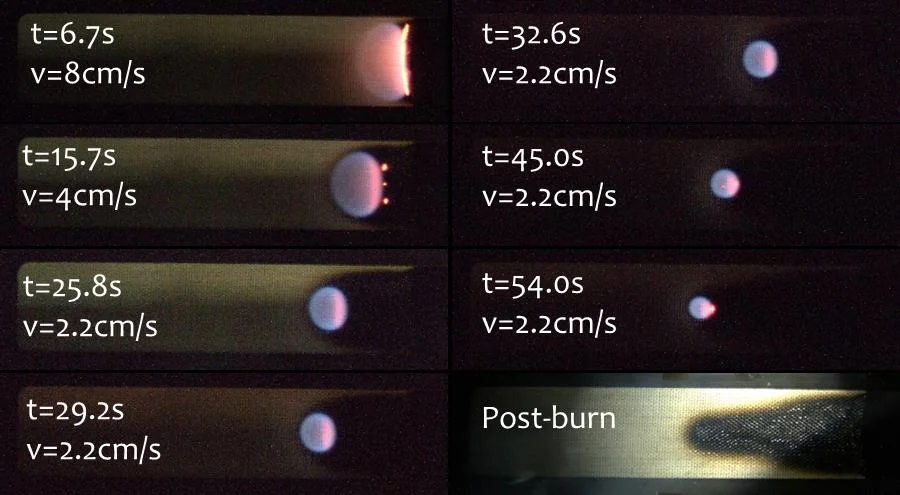 t=6.7s
v=8cm/s
t=15.7s
v=4cm/s
t=25.8s
v=2.2cm/s
t=29.2s
v=2.2cm/s
t=32.6s
v=2.2cm/s
t=45.0s
v=2.2cm/s
t=54.0s
v=2.2cm/s
Post-burn